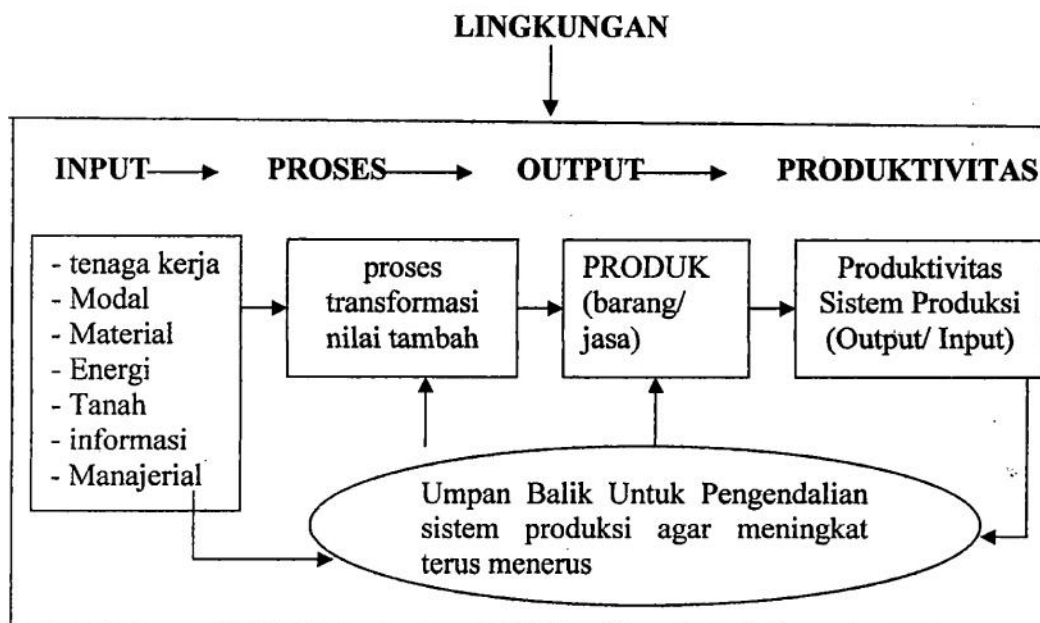 LINGKUNGAN
INPUT PROSES OUTPUT PRODUKTIVITAS
- tenaga kerja
- Modal
- Material
- Energi
- Tanah
- informasi
- Manajerial
proses
transformasi
nilai tambah
PRODUK
(barang/
jasa)
Produktivitas
Sistem Produksi
(Output/ Input)
Umpan Balik Untuk Pengendalian
sistem produksi agar meningkat
terus menerus